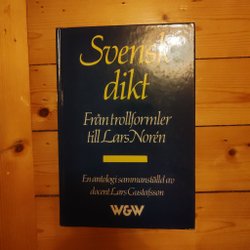 Svensk
dikt
Från trollformler
till Lars Norén
En antologi sammanställd av
docent Lars Gustafsson
W&W